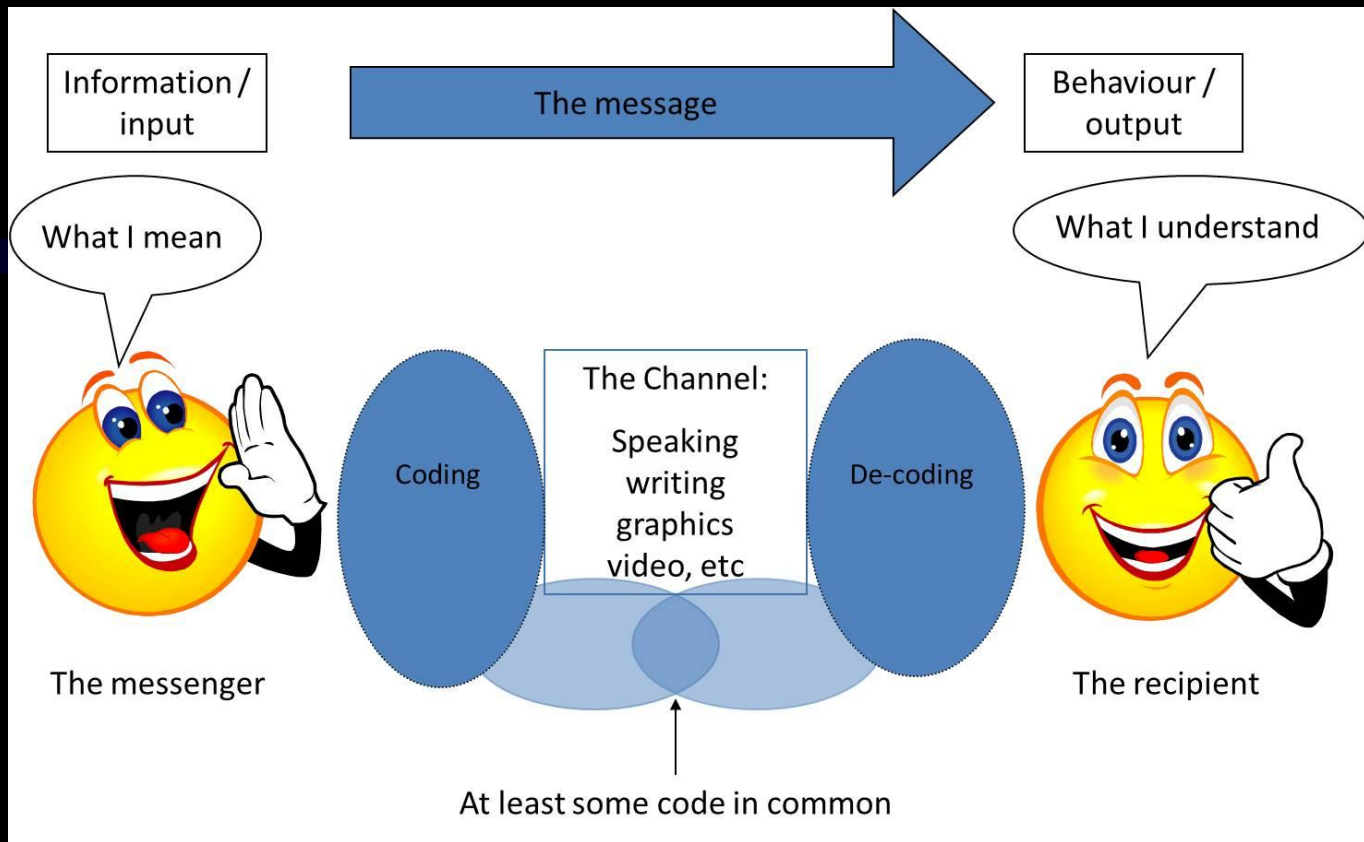 Information /
input
The message
Behaviour /
output
What I mean
What I understand
The Channel:
Speaking
writing
graphics
video, etc
Coding
De-coding
The messenger
The recipient
At least some code in common